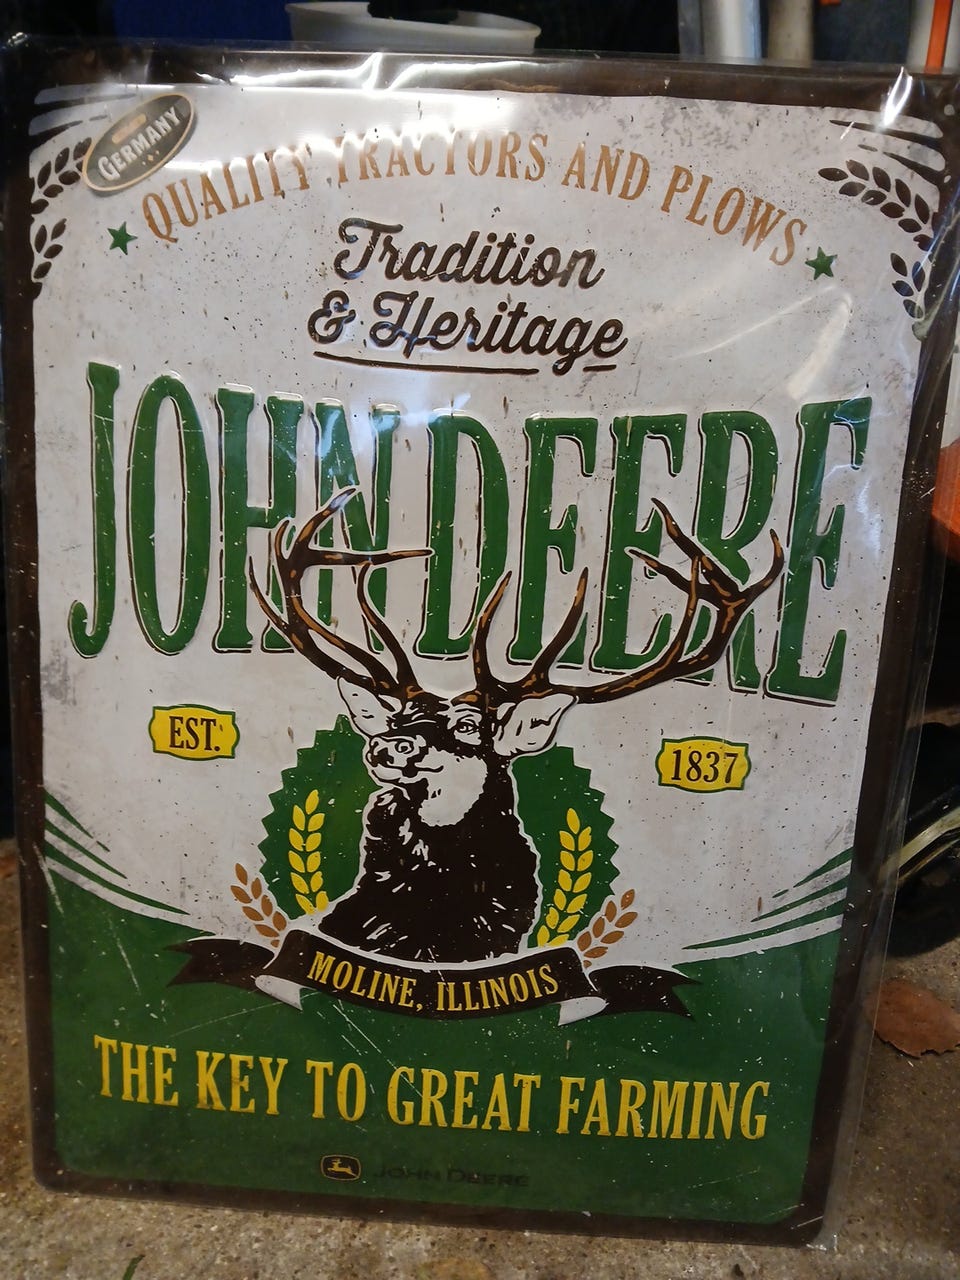 GERMANY
QUALITY TRACTORS AND PLOWS
Tradition
& Heritage
JOHN DEERE
EST.
1837
MOLINE, ILLINOIS
THE KEY TO GREAT FARMING
JOHN DEERE